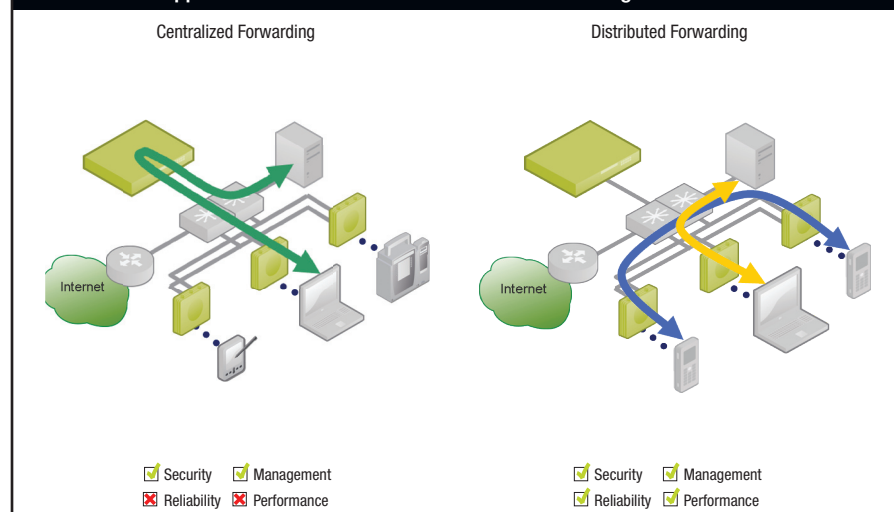 Centralized Forwarding
Distributed Forwarding
Internet
Internet
Security Management
Reliability Performance
Security Management
Reliability Performance